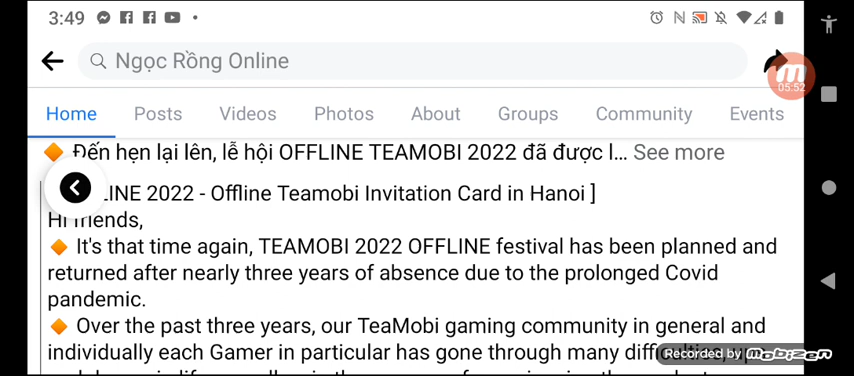 3:49
Ngọc Rồng Online
05:52
Home Posts Videos Photos About Groups Community Events
Đến hẹn lại lên, lễ hội OFFLINE TEAMOBI 2022 đã được l... See more
LINE 2022 - Offline Teamobi Invitation Card in Hanoi ]
Hi friends,
It's that time again, TEAMOBI 2022 OFFLINE festival has been planned and
returned after nearly three years of absence due to the prolonged Covid
pandemic.
Over the past three years, our TeaMobi gaming community in general and
individually each Gamer in particular has gone through many difficulties,
Recorded by mobizen